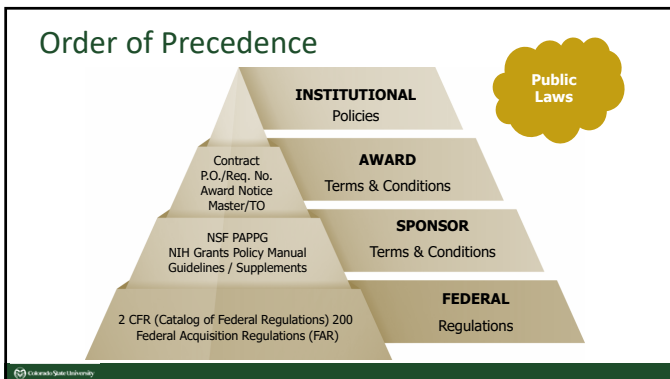 Order of Precedence
Public
Laws
INSTITUTIONAL
Policies
Contract
P.O./Req. No.
Award Notice
Master/TO
AWARD
Terms & Conditions
NSF PAPPG
NIH Grants Policy Manual
Guidelines / Supplements
SPONSOR
Terms & Conditions
2 CFR (Catalog of Federal Regulations) 200
Federal Acquisition Regulations (FAR)
FEDERAL
Regulations
Colorado State University